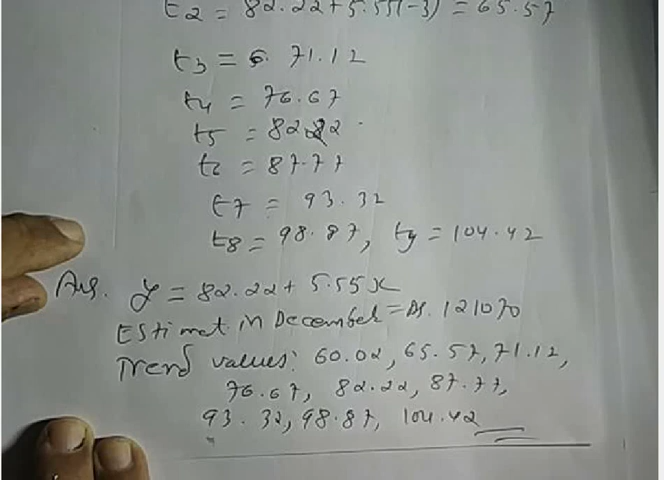 t2 = 82.22+5.55(-3) = 65.57
t3 = 71.12
t4 = 76.67
t5 = 82.22
t6 = 87.77
t7 = 93.32
t8 = 98.87, t9 = 104.42
Ans. y = 82.22 + 5.55x
Estimat. in December = Rs. 121070
Trend values: 60.02, 65.57, 71.12,
76.67, 82.22, 87.77,
93.32, 98.87, 104.42